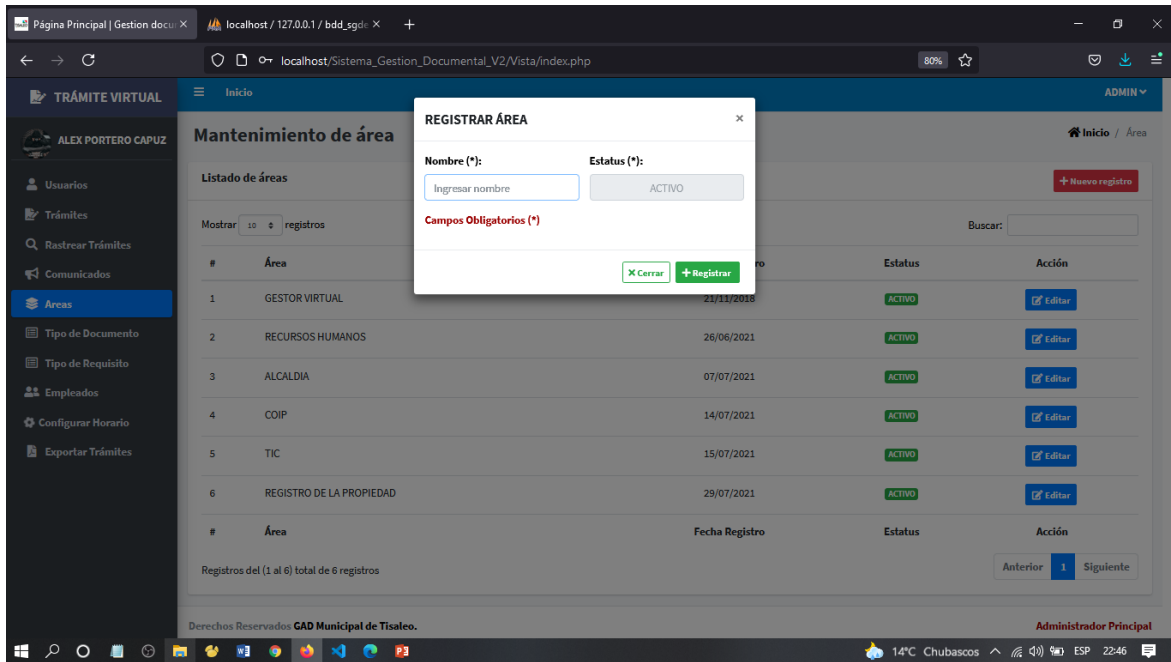 Página Principal | Gestion docu
localhost / 127.0.0.1 / bdd_sgde
localhost/Sistema_Gestion_Documental_V2/Vista/index.php
80%
TRÁMITE VIRTUAL
Inicio
ADMIN
ALEX PORTERO CAPUZ
Usuarios
Trámites
Rastrear Trámites
Comunicados
Areas
Tipo de Documento
Tipo de Requisito
Empleados
Configurar Horario
Exportar Trámites
Mantenimiento de área
Inicio / Área
Listado de áreas
+ Nuevo registro
Mostrar 10 registros
Buscar:
REGISTRAR ÁREA
×
Nombre (*): Estatus (*):
Ingresar nombre ACTIVO
Campos Obligatorios (*)
Cerrar + Registrar
# Área ro Estatus Acción
1 GESTOR VIRTUAL 21/11/2018 ACTIVO Editar
2 RECURSOS HUMANOS 26/06/2021 ACTIVO Editar
3 ALCALDIA 07/07/2021 ACTIVO Editar
4 COIP 14/07/2021 ACTIVO Editar
5 TIC 15/07/2021 ACTIVO Editar
6 REGISTRO DE LA PROPIEDAD 29/07/2021 ACTIVO Editar
# Área Fecha Registro Estatus Acción
Registros del (1 al 6) total de 6 registros
Anterior 1 Siguiente
Derechos Reservados GAD Municipal de Tisaleo.
Administrador Principal
14°C Chubascos ESP 22:46